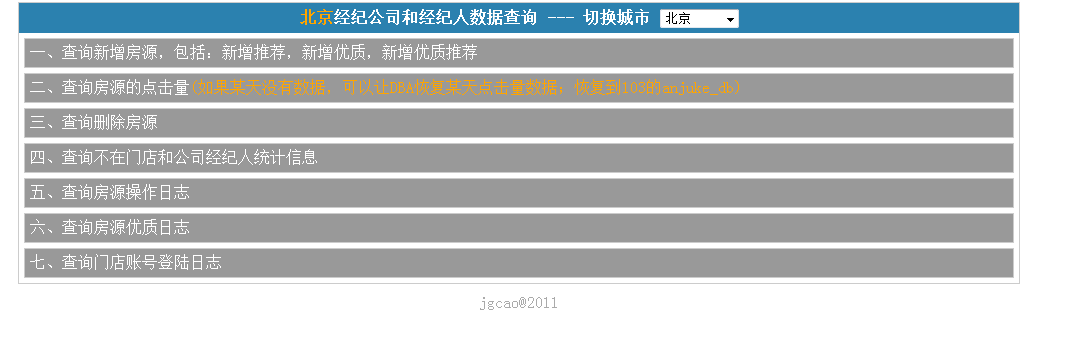 北京经纪公司和经纪人数据查询 --- 切换城市 北京
一、查询新增房源，包括：新增推荐，新增优质，新增优质推荐
二、查询房源的点击量(如果某天没有数据，可以让DBA恢复某天点击量数据；恢复到103的anjuke_db)
三、查询删除房源
四、查询不在门店和公司经纪人统计信息
五、查询房源操作日志
六、查询房源优质日志
七、查询门店账号登陆日志
jgcao@2011